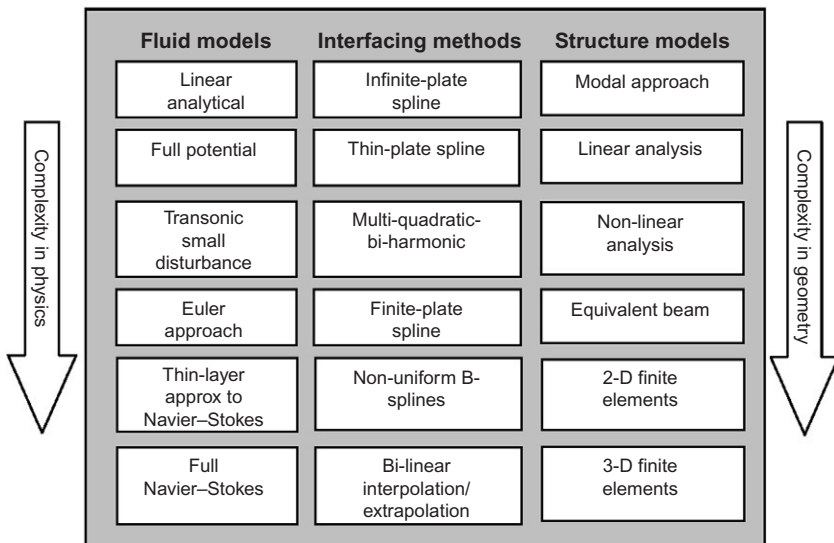 Fluid models
Interfacing methods
Structure models
Linear
analytical
Infinite-plate
spline
Modal approach
Full potential
Thin-plate spline
Linear analysis
Transonic
small
disturbance
Multi-quadratic-
bi-harmonic
Non-linear
analysis
Euler
approach
Finite-plate
spline
Equivalent beam
Thin-layer
approx to
Navier–Stokes
Non-uniform B-
splines
2-D finite
elements
Full
Navier–Stokes
Bi-linear
interpolation/
extrapolation
3-D finite
elements
Complexity in physics
Complexity in geometry